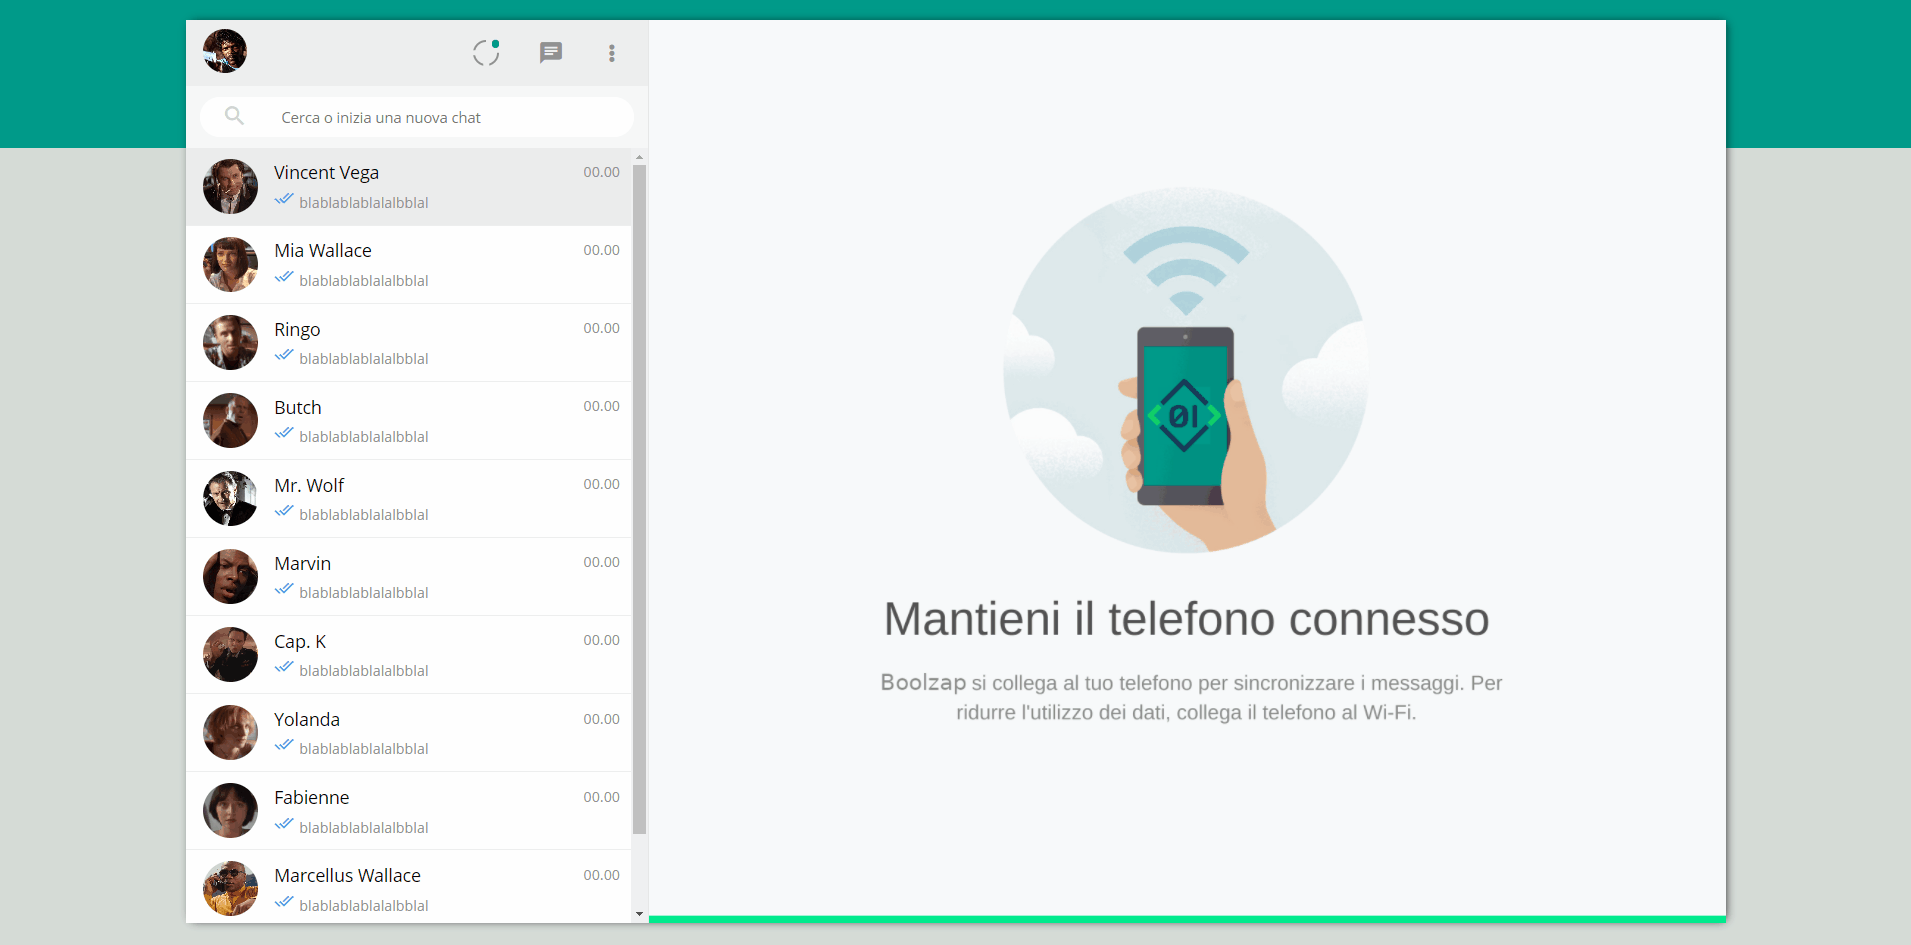 Cerca o inizia una nuova chat
Vincent Vega 00.00
blablablablalalbblal
Mia Wallace 00.00
blablablablalalbblal
Ringo 00.00
blablablablalalbblal
Butch 00.00
blablablablalalbblal
Mr. Wolf 00.00
blablablablalalbblal
Marvin 00.00
blablablablalalbblal
Cap. K 00.00
blablablablalalbblal
Yolanda 00.00
blablablablalalbblal
Fabienne 00.00
blablablablalalbblal
Marcellus Wallace 00.00
blablablablalalbblal
01
Mantieni il telefono connesso
Boolzap si collega al tuo telefono per sincronizzare i messaggi. Per
ridurre l'utilizzo dei dati, collega il telefono al Wi-Fi.